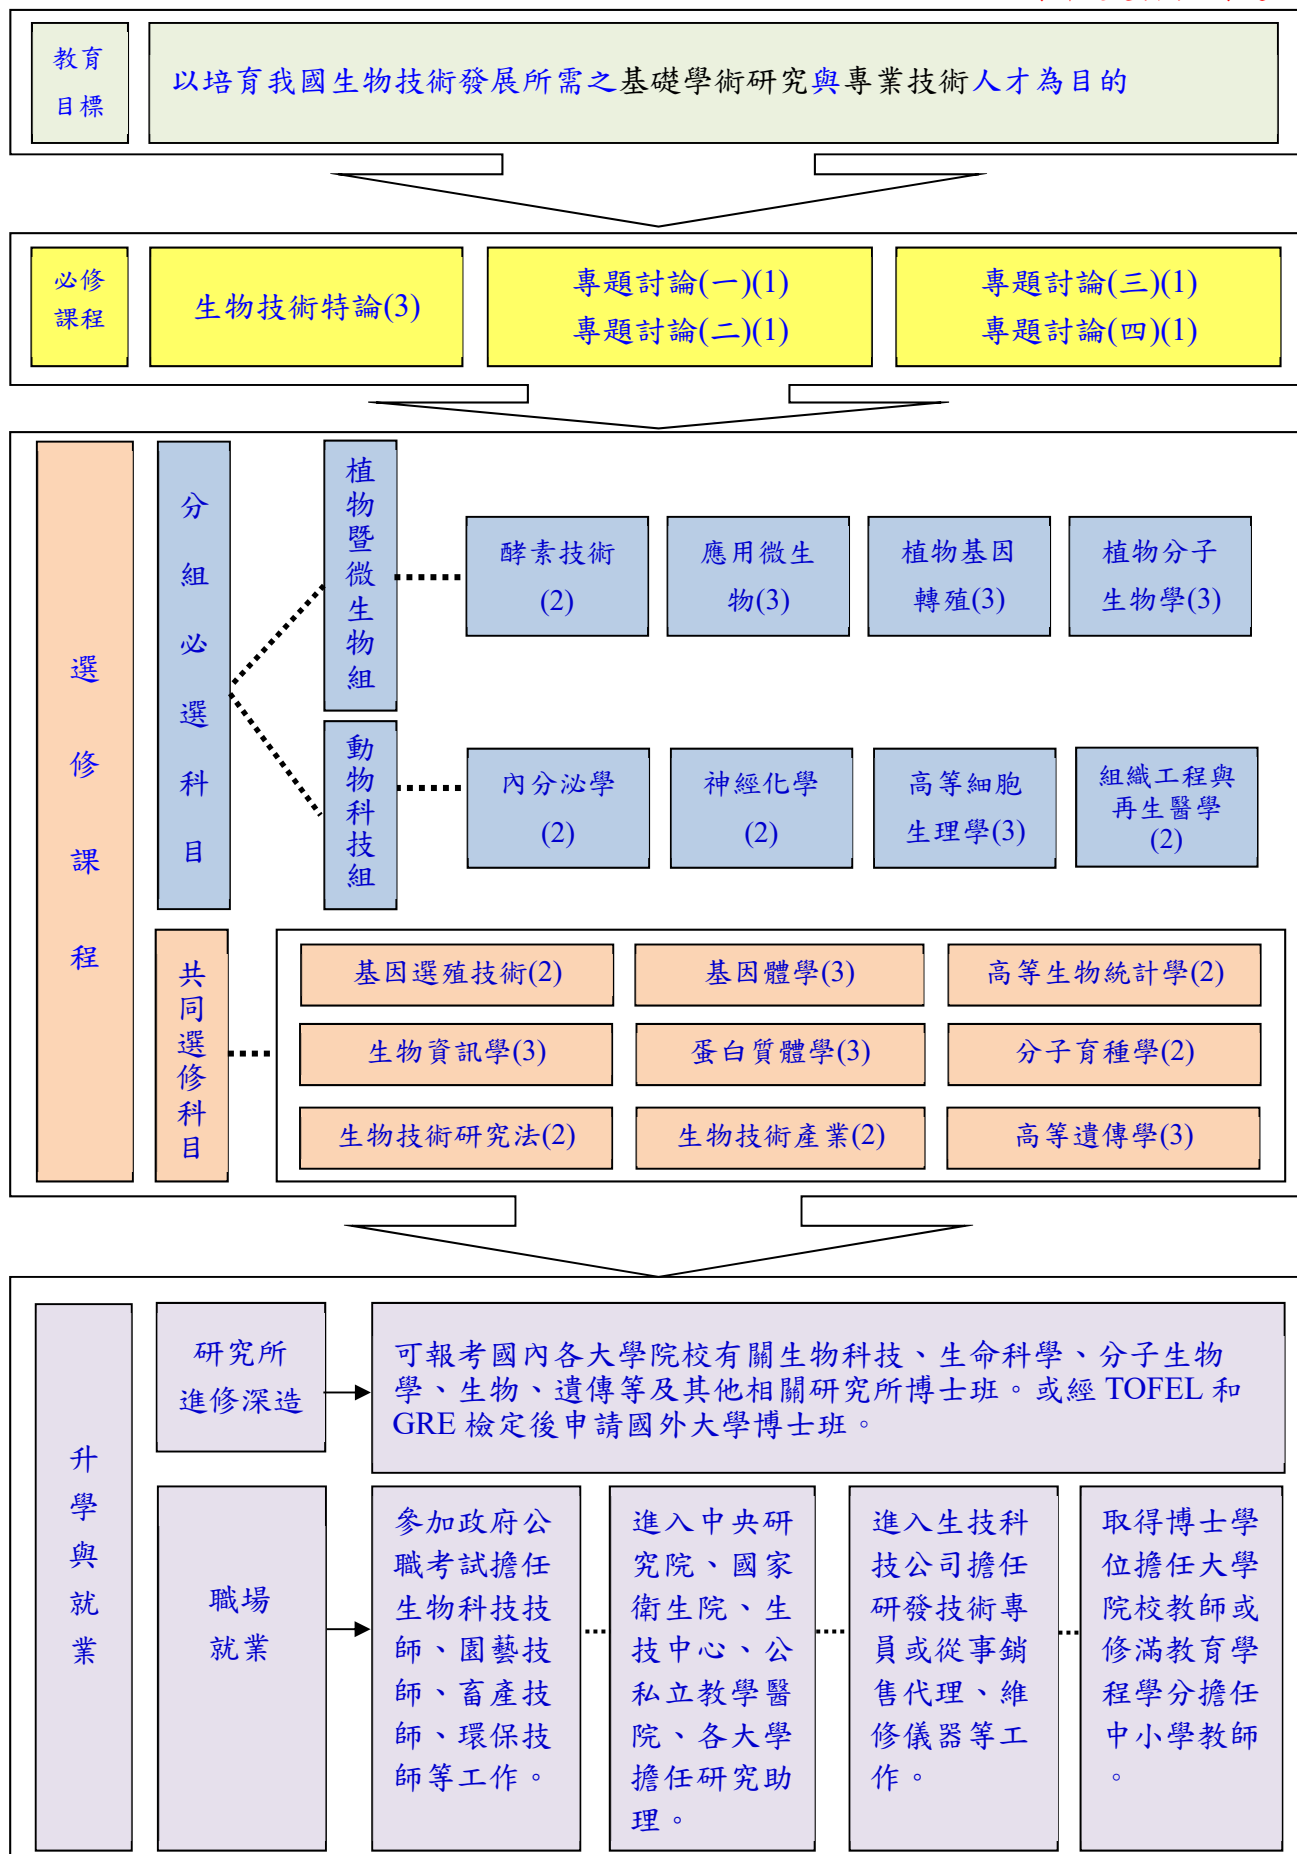 教育
目標
以培育我國生物技術發展所需之基礎學術研究與專業技術人才為目的
必修
課程
生物技術特論(3)
專題討論(一)(1)
專題討論(二)(1)
專題討論(三)(1)
專題討論(四)(1)
選修課程
分組必選科目
植物暨微生物組
酵素技術
(2)
應用微生
物(3)
植物基因
轉殖(3)
植物分子
生物學(3)
動物科技組
內分泌學
(2)
神經化學
(2)
高等細胞
生理學(3)
組織工程與
再生醫學
(2)
共同選修科目
基因選殖技術(2)
基因體學(3)
高等生物統計學(2)
生物資訊學(3)
蛋白質體學(3)
分子育種學(2)
生物技術研究法(2)
生物技術產業(2)
高等遺傳學(3)
升學與就業
研究所
進修深造
可報考國內各大學院校有關生物科技、生命科學、分子生物
學、生物、遺傳等及其他相關研究所博士班。或經 TOFEL 和
GRE 檢定後申請國外大學博士班。
職場
就業
參加政府公
職考試擔任
生物科技技
師、園藝技
師、畜產技
師、環保技
師等工作。
進入中央研
究院、國家
衛生院、生
技中心、公
私立教學醫
院、各大學
擔任研究助
理。
進入生技科
技公司擔任
研發技術專
員或從事銷
售代理、維
修儀器等工
作。
取得博士學
位擔任大學
院校教師或
修滿教育學
程學分擔任
中小學教師
。